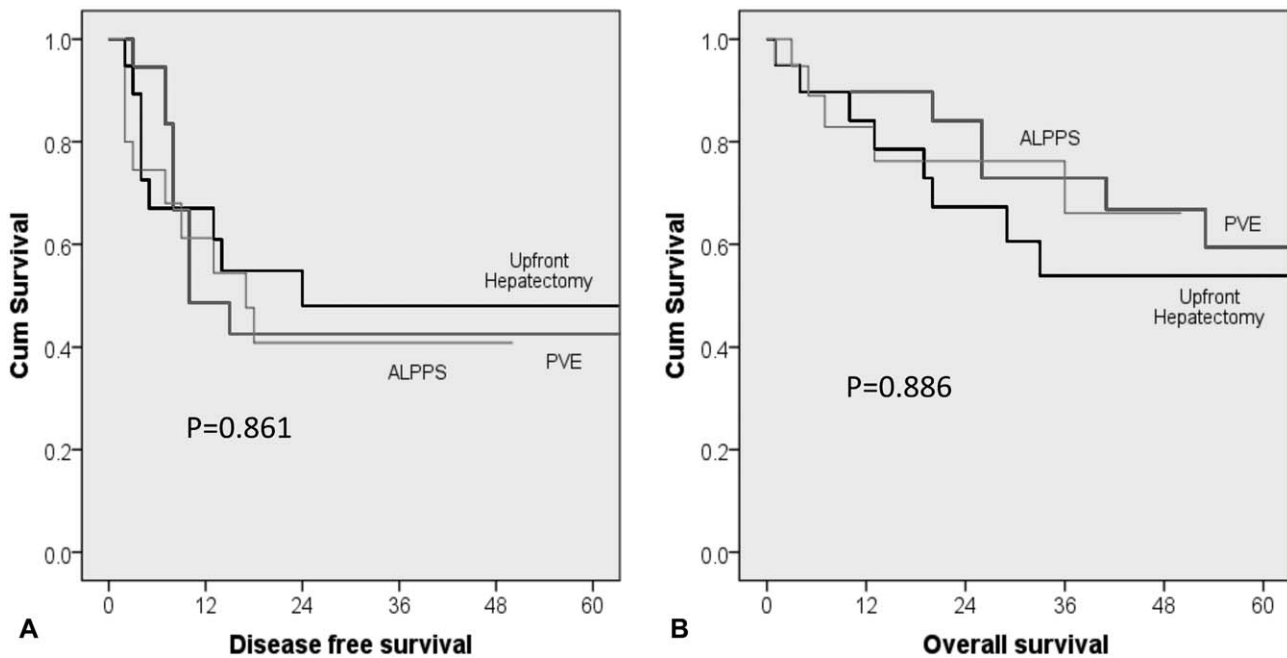 1.0
0.8
0.6
0.4
0.2
0.0
Cum Survival
Upfront
Hepatectomy
ALPPS
PVE
P=0.861
0 12 24 36 48 60
A
Disease free survival
1.0
0.8
0.6
0.4
0.2
0.0
Cum Survival
ALPPS
PVE
Upfront
Hepatectomy
P=0.886
0 12 24 36 48 60
B
Overall survival